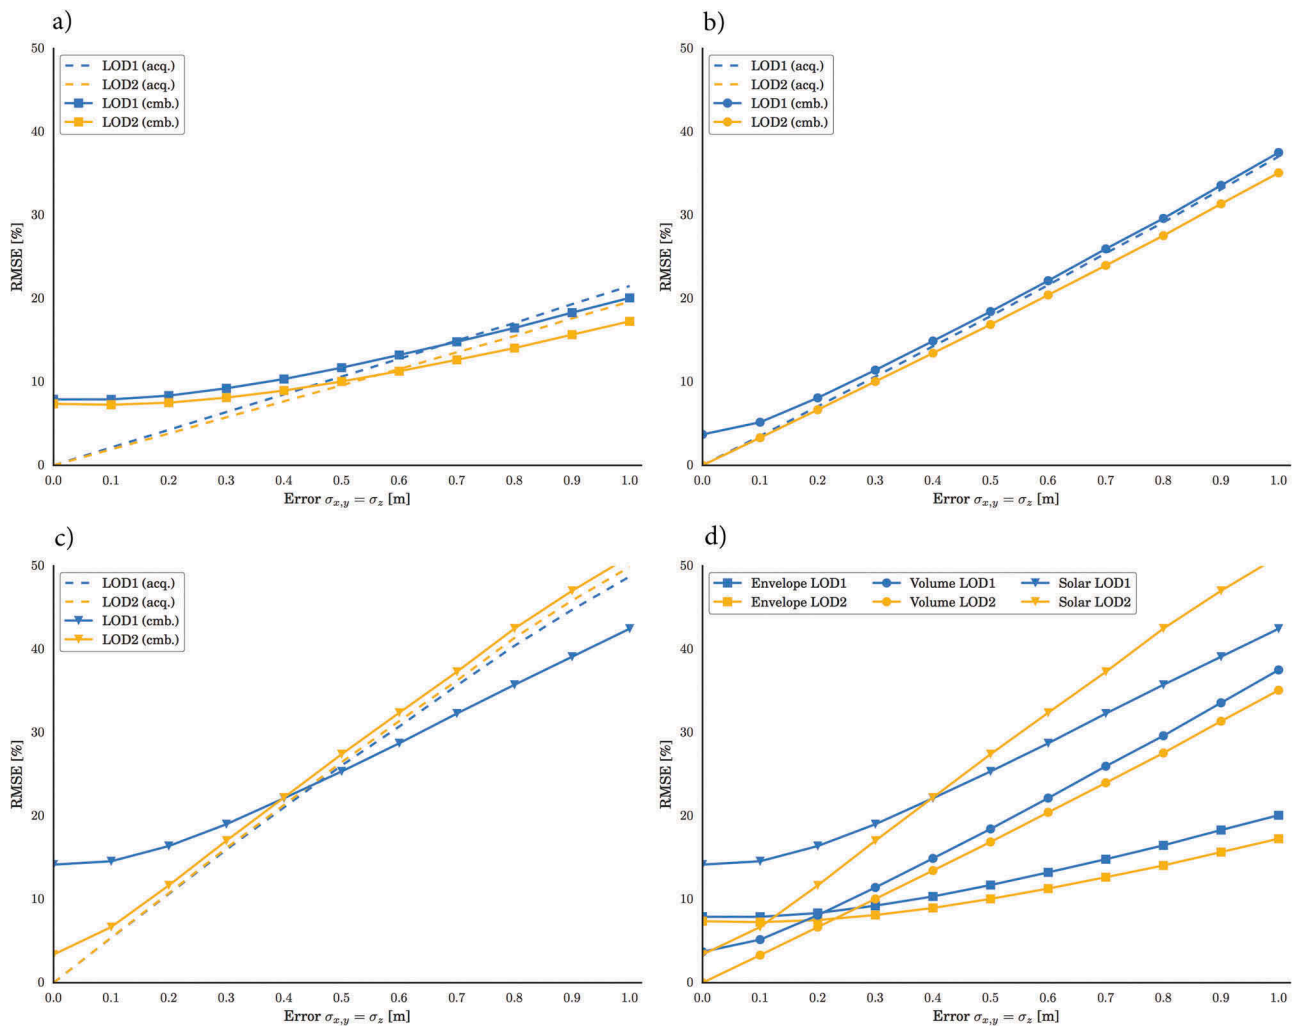 a)
50
40
30
20
10
0
RMSE [%]
LOD1 (acq.)
LOD2 (acq.)
LOD1 (cmb.)
LOD2 (cmb.)
0.0 0.1 0.2 0.3 0.4 0.5 0.6 0.7 0.8 0.9 1.0
Error σx,y = σz [m]
b)
50
40
30
20
10
0
RMSE [%]
LOD1 (acq.)
LOD2 (acq.)
LOD1 (cmb.)
LOD2 (cmb.)
0.0 0.1 0.2 0.3 0.4 0.5 0.6 0.7 0.8 0.9 1.0
Error σx,y = σz [m]
c)
50
40
30
20
10
0
RMSE [%]
LOD1 (acq.)
LOD2 (acq.)
LOD1 (cmb.)
LOD2 (cmb.)
0.0 0.1 0.2 0.3 0.4 0.5 0.6 0.7 0.8 0.9 1.0
Error σx,y = σz [m]
d)
50
40
30
20
10
0
RMSE [%]
Envelope LOD1 Volume LOD1 Solar LOD1
Envelope LOD2 Volume LOD2 Solar LOD2
0.0 0.1 0.2 0.3 0.4 0.5 0.6 0.7 0.8 0.9 1.0
Error σx,y = σz [m]